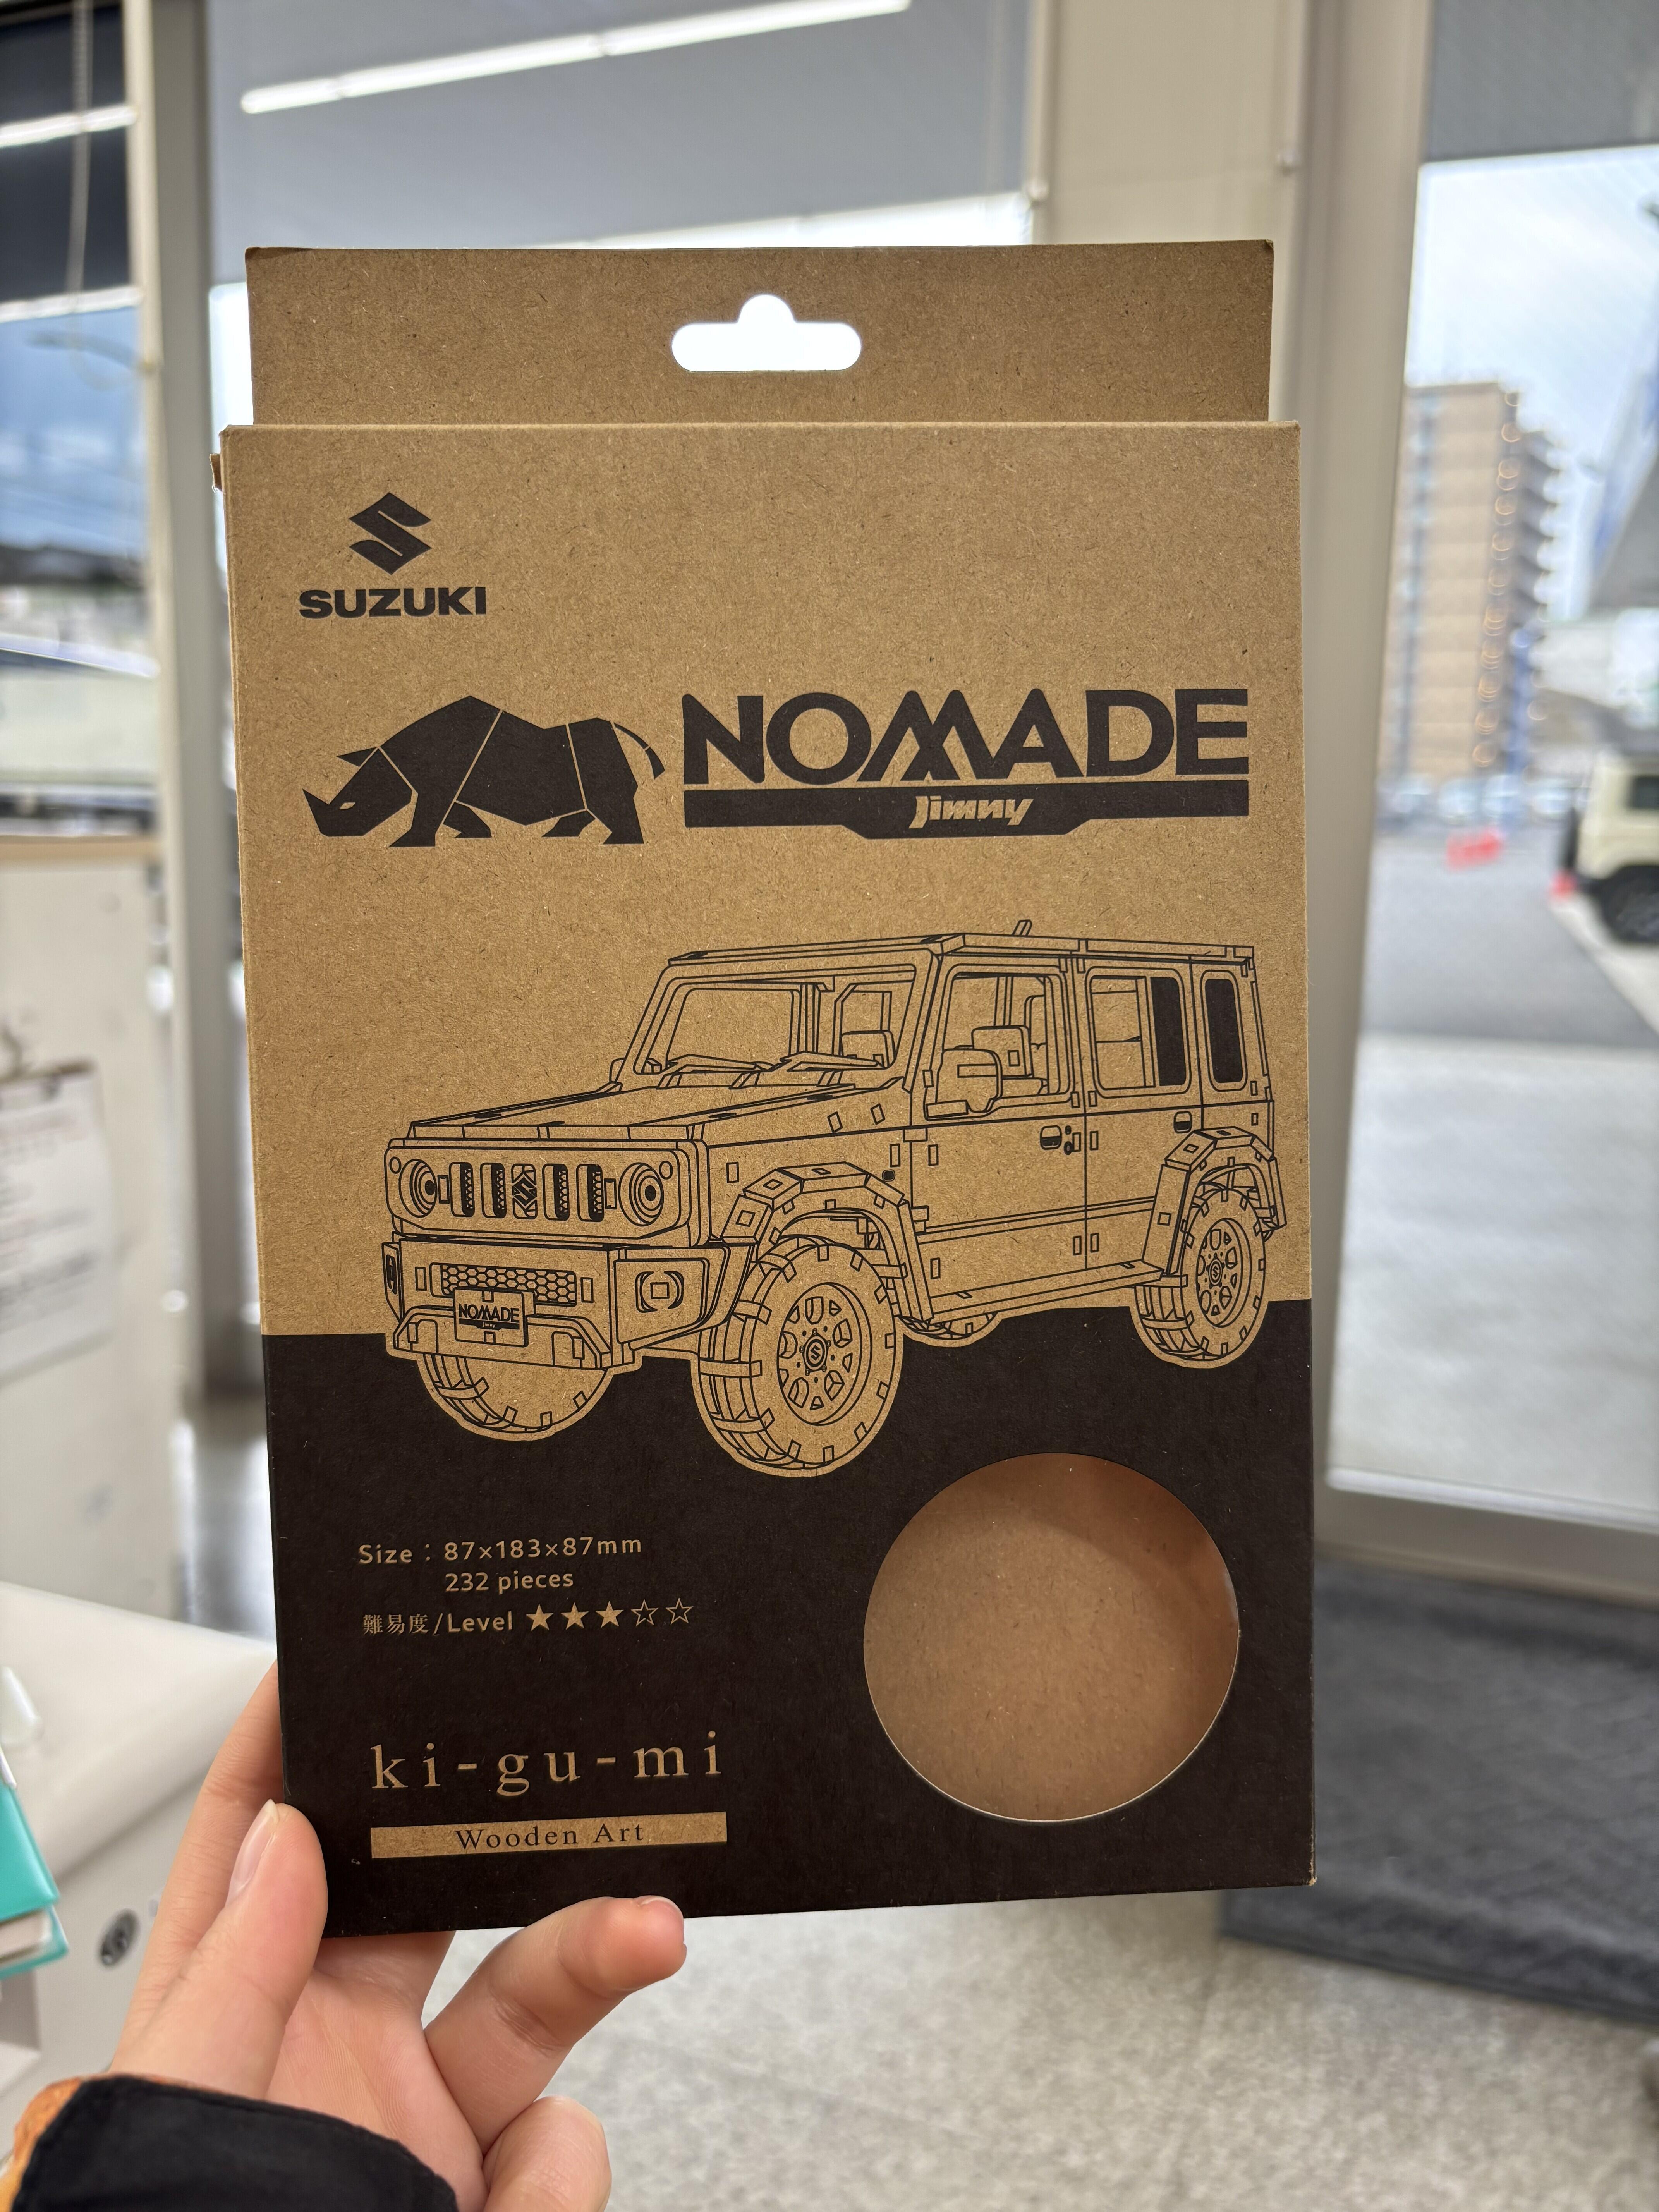 SUZUKI
NOMADE
Jimny
NOMADE
Jimny
Size : 87×183×87mm
232 pieces
難易度/Level ★★★☆☆
ki-gu-mi
Wooden Art